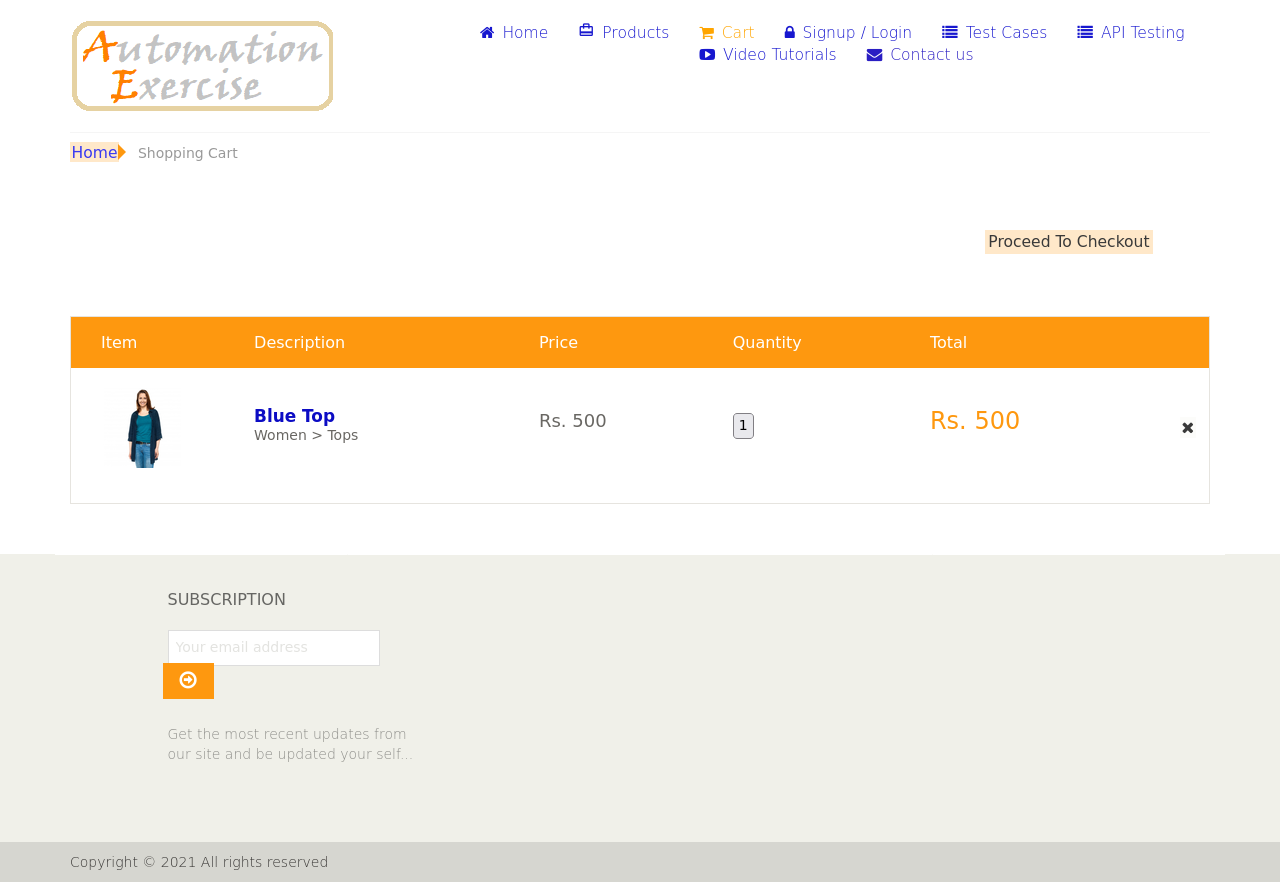 Automation
Exercise
Home Products Cart Signup / Login Test Cases API Testing
Video Tutorials Contact us
Home Shopping Cart
Proceed To Checkout
Item Description Price Quantity Total
Blue Top
Women > Tops
Rs. 500
1
Rs. 500
SUBSCRIPTION
Your email address
Get the most recent updates from
our site and be updated your self...
Copyright © 2021 All rights reserved